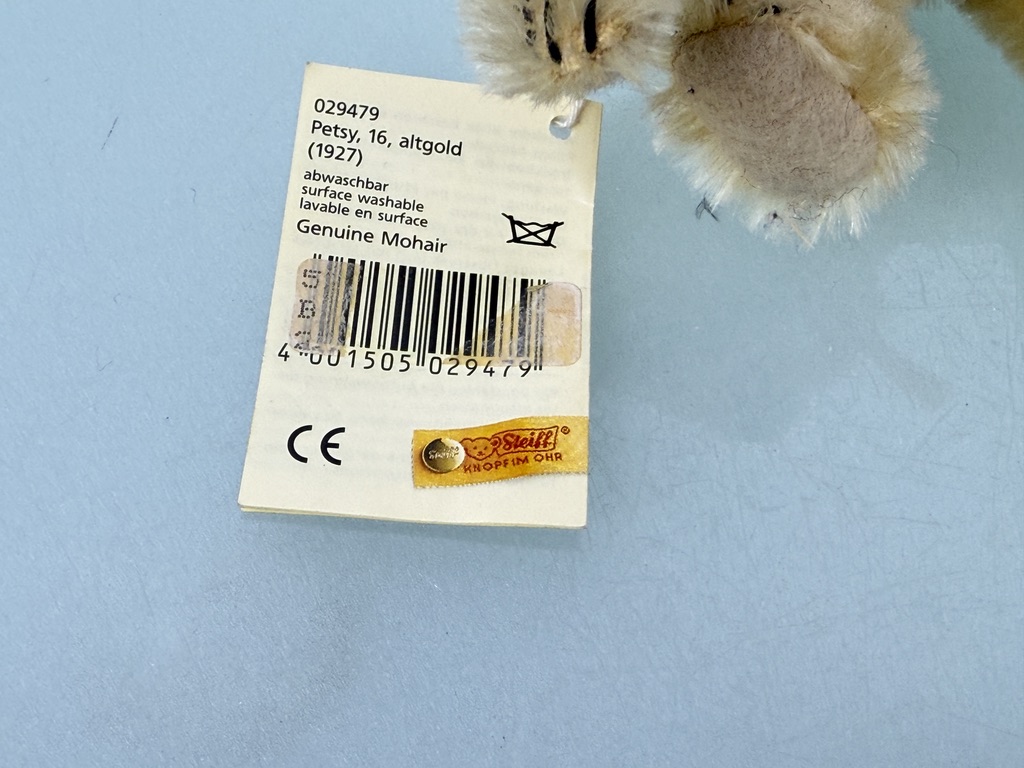 029479
Petsy, 16, altgold
(1927)
abwaschbar
surface washable
lavable en surface
Genuine Mohair
4 001505 029479
CE
Steiff®
KNOPF IM OHR